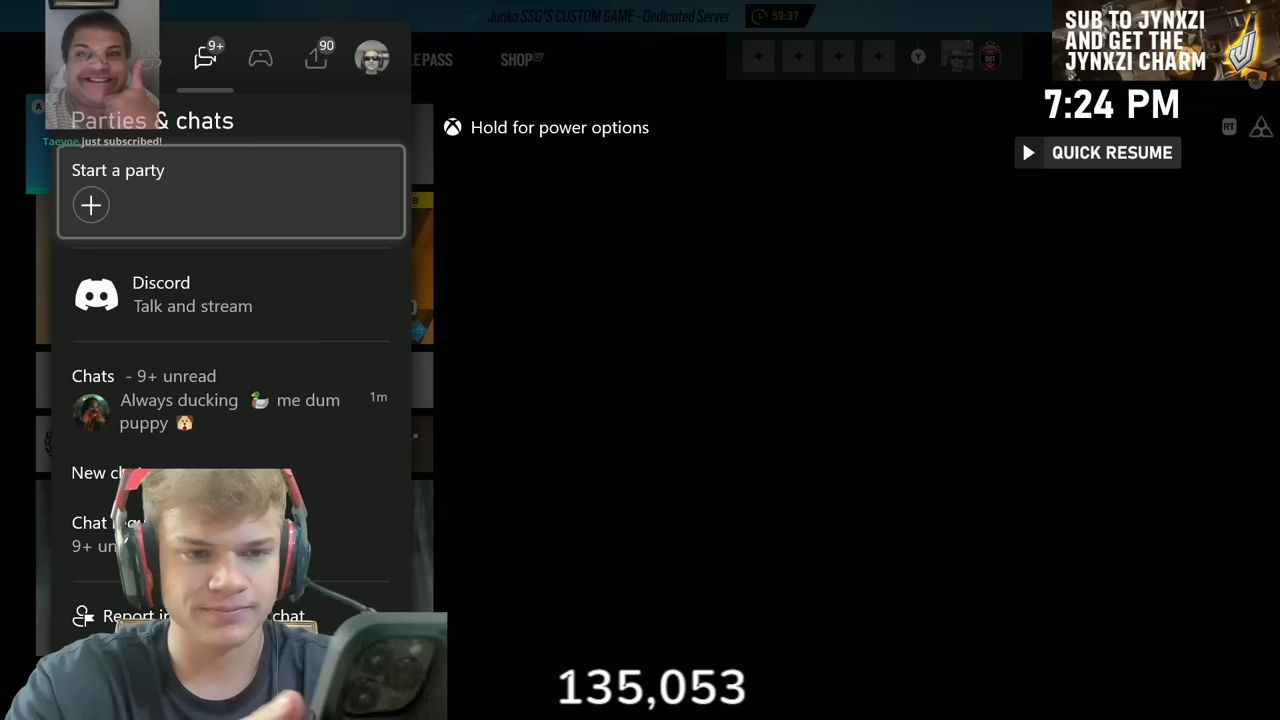 Junko SSG'S CUSTOM GAME - Dedicated Server
59:37
9+
90
LE PASS
SHOP
Y
SUB TO JYNXZI
AND GET THE
JYNXZI CHARM
7:24 PM
QUICK RESUME
RT
A
Parties & chats
Hold for power options
Taevoe just subscribed!
Start a party
Discord
Talk and stream
Chats - 9+ unread
Always ducking 🦆 me dum
puppy 🐶
1m
New ch
Chat
9+ un
Report in chat
135,053